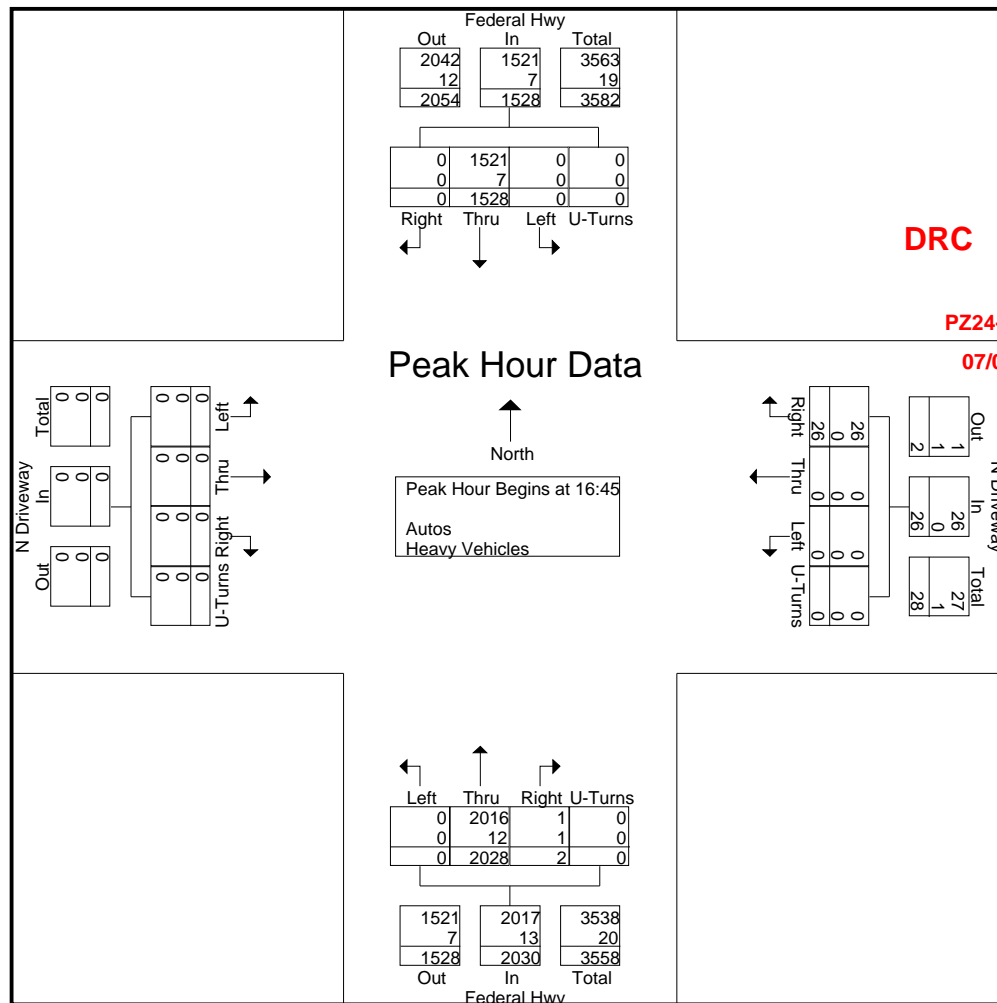 Federal Hwy
Out In Total
2042 1521 3563
12 7 19
2054 1528 3582
0 1521 0 0
0 7 0 0
0 1528 0 0
Right Thru Left U-Turns
DRC
PZ24-
07/0
Peak Hour Data
North
Peak Hour Begins at 16:45
Autos
Heavy Vehicles
N Driveway
Out In Total
0 0 0
0 0 0
0 0 0
0 0 0 0
0 0 0 0
0 0 0 0
U-Turns Right Thru Left
Right Thru Left U-Turns
26 0 0 0
0 0 0 0
26 0 0 0
Out In Total
1 26 27
1 0 1
2 26 28
N Driveway
Left Thru Right U-Turns
0 2016 1 0
0 12 1 0
0 2028 2 0
1521 2017 3538
7 13 20
1528 2030 3558
Out In Total
Federal Hwy